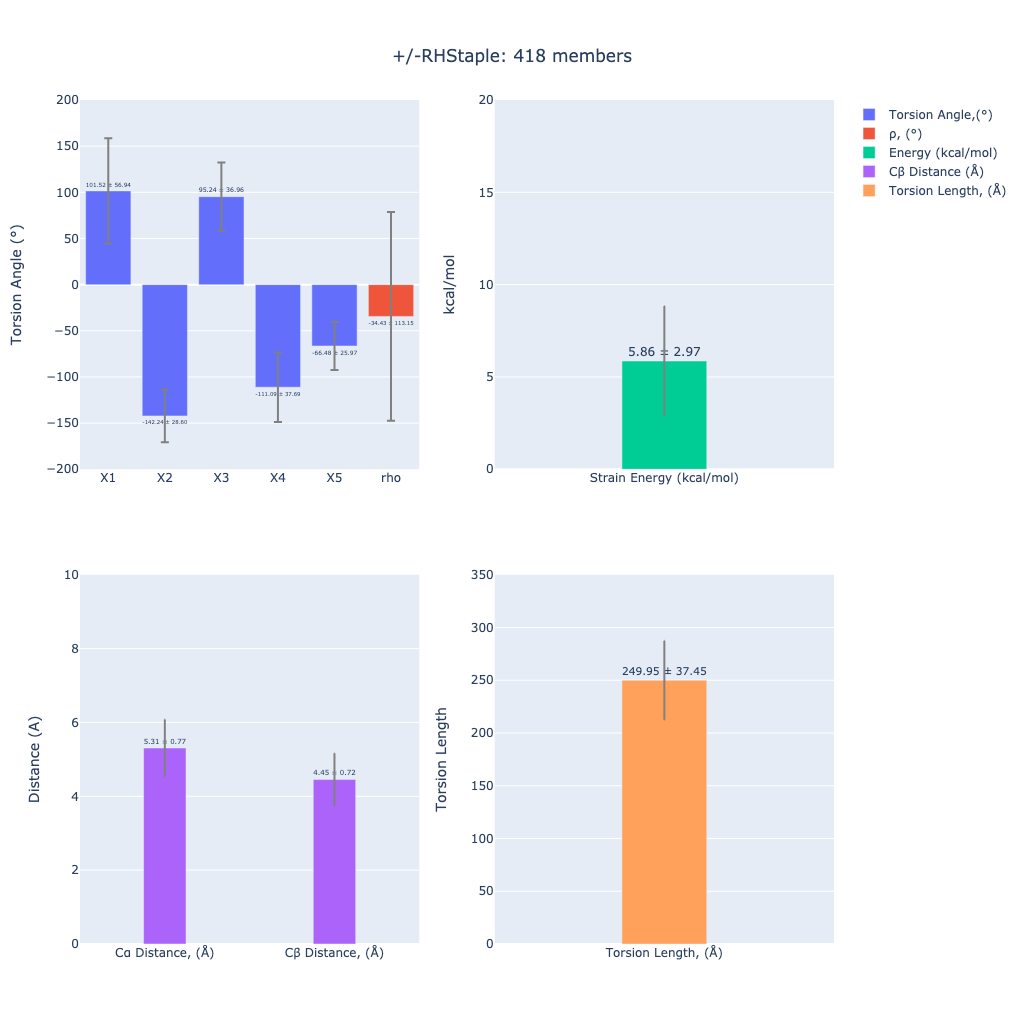 +/-RHStaple: 418 members
Torsion Angle (°)
200
150
100
50
0
−50
−100
−150
−200
101.52 ± 56.94
-142.24 ± 28.60
95.24 ± 36.96
-111.09 ± 37.69
-66.48 ± 25.97
-34.43 ± 113.15
X1 X2 X3 X4 X5 rho
kcal/mol
20
15
10
5
0
5.86 ± 2.97
Strain Energy (kcal/mol)
Torsion Angle,(°)
ρ, (°)
Energy (kcal/mol)
Cβ Distance (Å)
Torsion Length, (Å)
Distance (A)
10
8
6
4
2
0
5.31 ± 0.77
4.45 ± 0.72
Cα Distance, (Å) Cβ Distance, (Å)
Torsion Length
350
300
250
200
150
100
50
0
249.95 ± 37.45
Torsion Length, (Å)